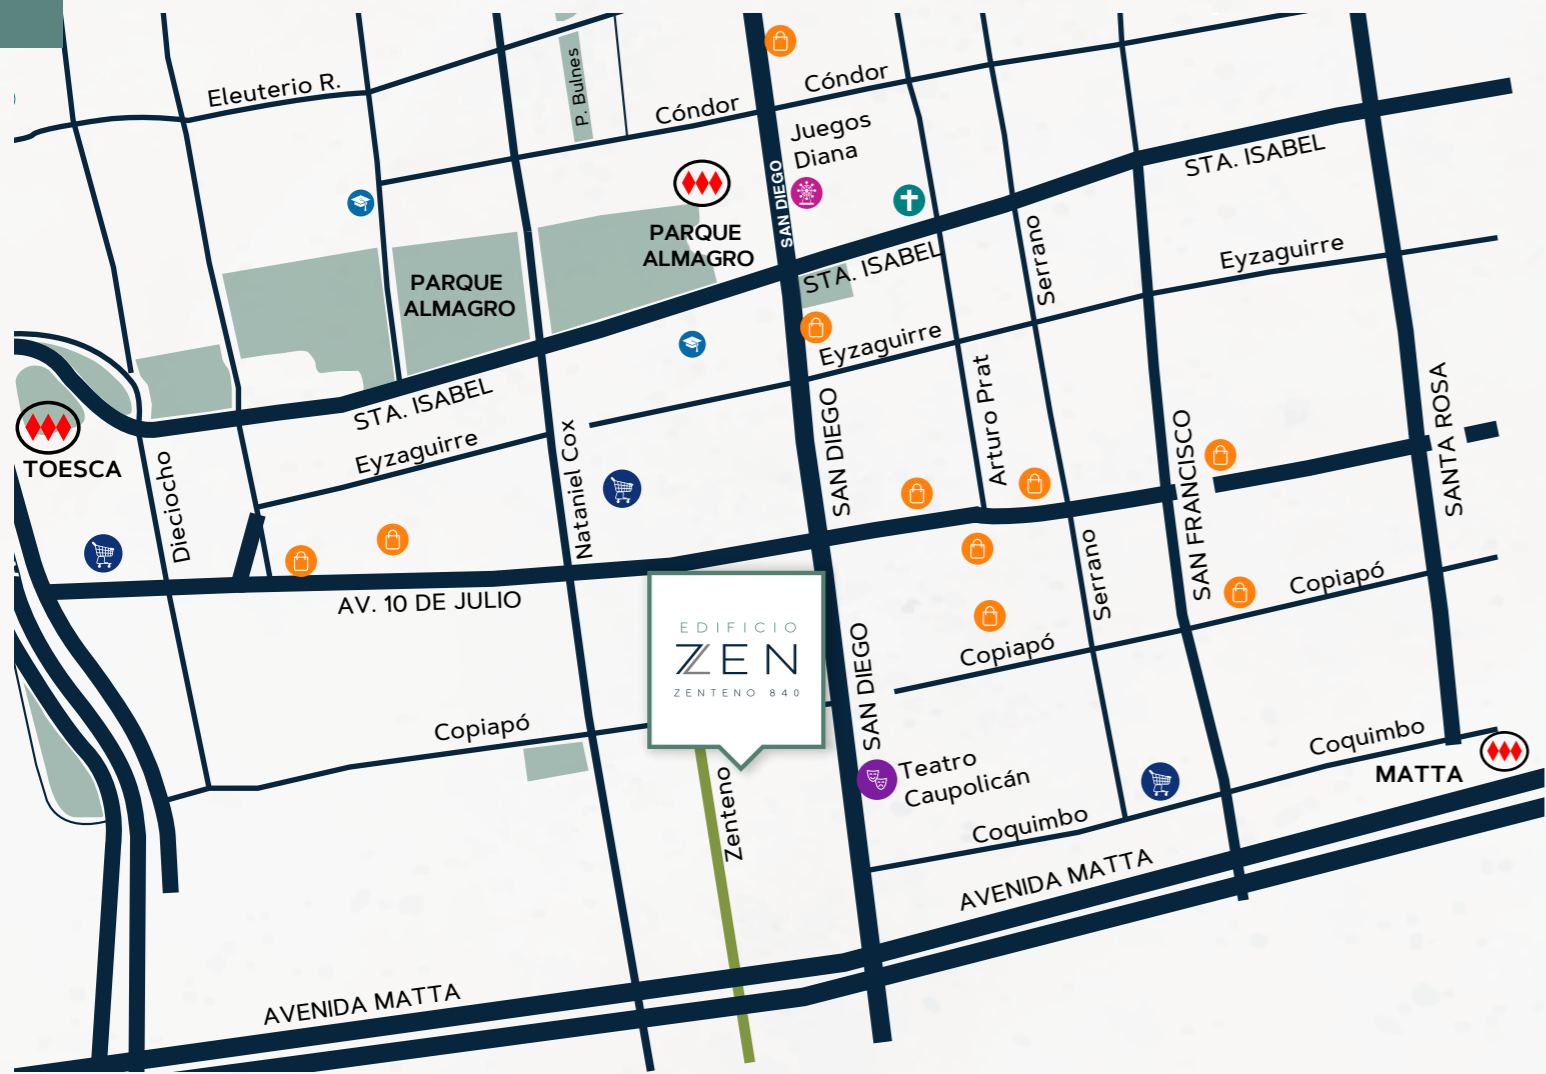 Eleuterio R.
P. Bulnes
Cóndor
Cóndor
Juegos
Diana
SAN DIEGO
STA. ISABEL
PARQUE
ALMAGRO
PARQUE
ALMAGRO
STA. ISABEL
Serrano
Eyzaguirre
Eyzaguirre
STA. ISABEL
Eyzaguirre
TOESCA
Dieciocho
Nataniel Cox
SAN DIEGO
Arturo Prat
SAN FRANCISCO
SANTA ROSA
AV. 10 DE JULIO
Serrano
Copiapó
Copiapó
EDIFICIO
ZEN
ZENTENO 840
SAN DIEGO
Copiapó
Zenteno
Teatro
Caupolicán
Coquimbo
MATTA
Coquimbo
AVENIDA MATTA
AVENIDA MATTA